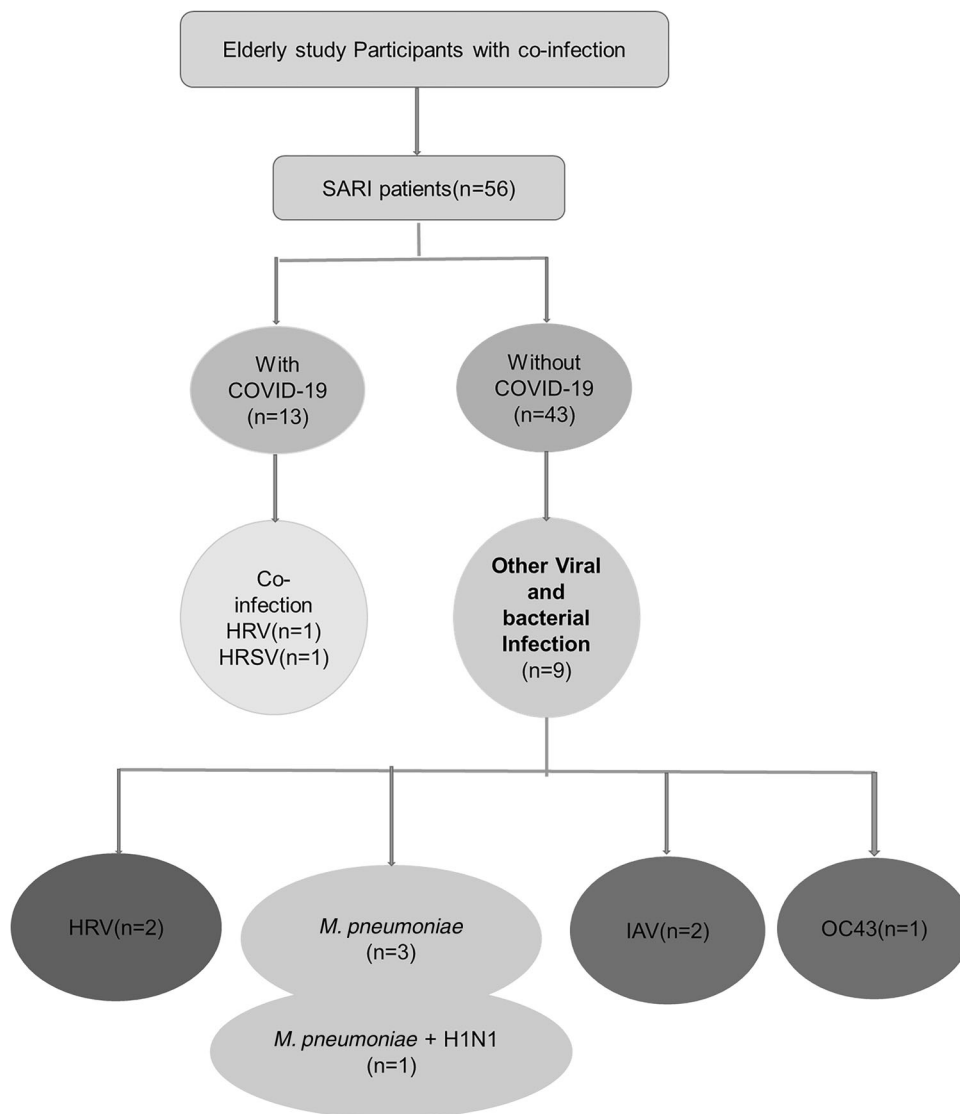 Elderly study Participants with co-infection
SARI patients(n=56)
With
COVID-19
(n=13)
Without
COVID-19
(n=43)
Co-
infection
HRV(n=1)
HRSV(n=1)
Other Viral
and
bacterial
Infection
(n=9)
HRV(n=2)
M. pneumoniae
(n=3)
M. pneumoniae + H1N1
(n=1)
IAV(n=2)
OC43(n=1)